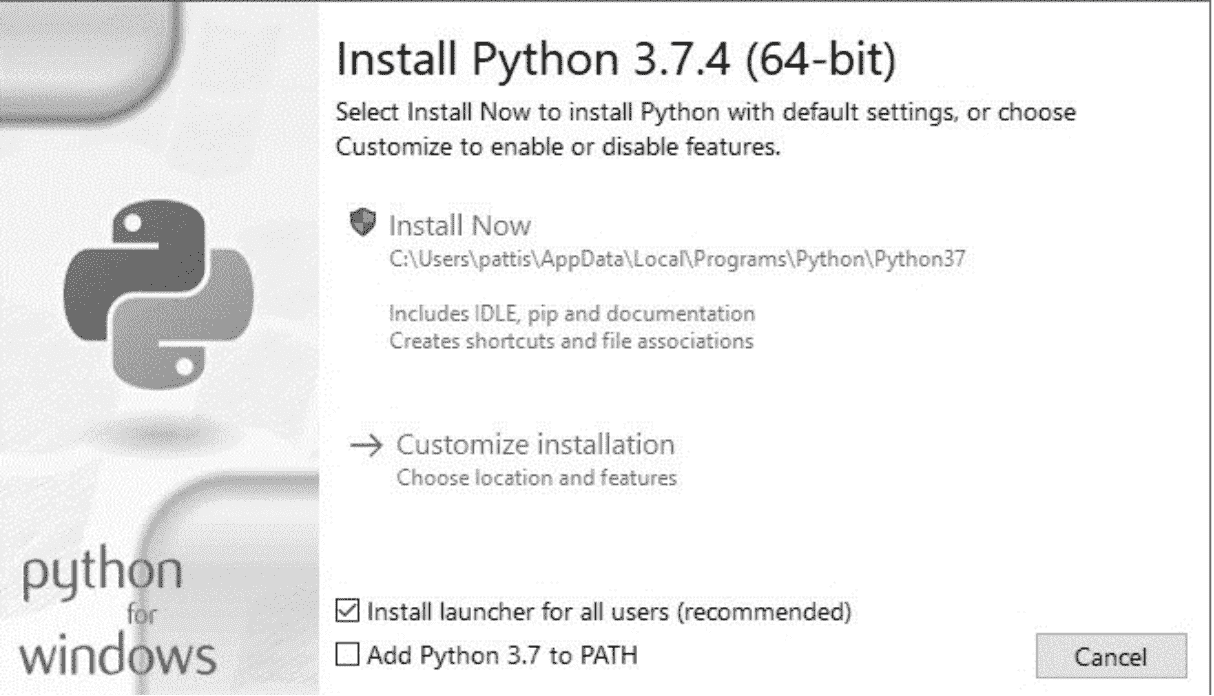 Install Python 3.7.4 (64-bit)
Select Install Now to install Python with default settings, or choose
Customize to enable or disable features.
Install Now
C:\Users\pattis\AppData\Local\Programs\Python\Python37
Includes IDLE, pip and documentation
Creates shortcuts and file associations
Customize installation
Choose location and features
python
for
windows
Install launcher for all users (recommended)
Add Python 3.7 to PATH
Cancel